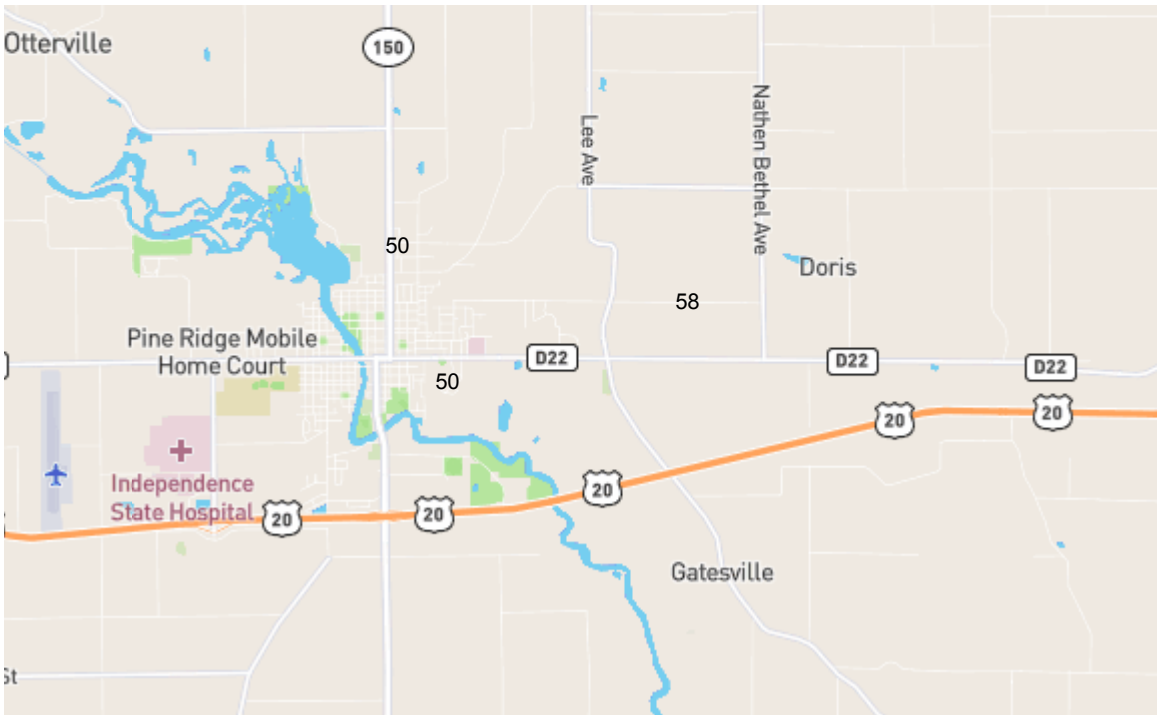 Otterville
150
Lee Ave
Nathen Bethel Ave
50
Doris
58
Pine Ridge Mobile
Home Court
D22
D22
D22
50
20
20
Independence
State Hospital
20
20
20
Gatesville
St